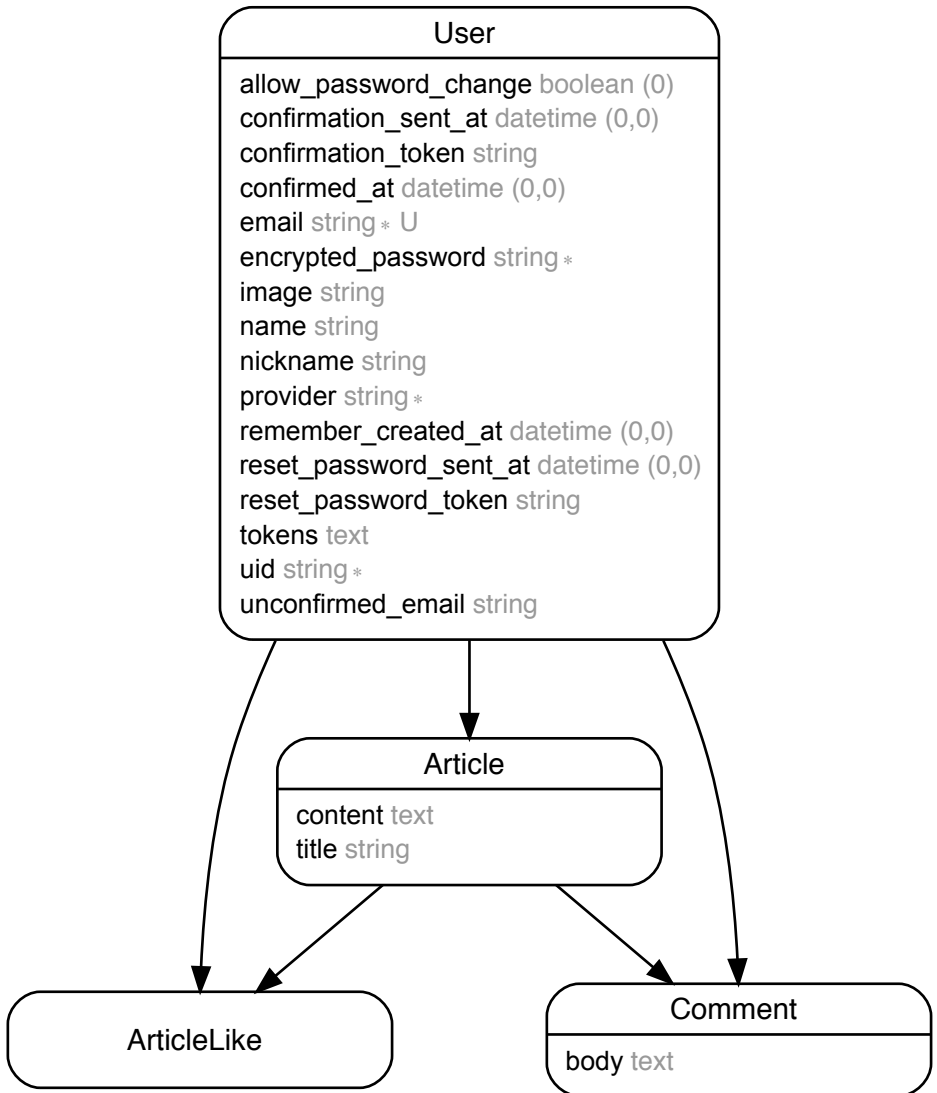 User
allow_password_change boolean (0)
confirmation_sent_at datetime (0,0)
confirmation_token string
confirmed_at datetime (0,0)
email string ∗ U
encrypted_password string ∗
image string
name string
nickname string
provider string ∗
remember_created_at datetime (0,0)
reset_password_sent_at datetime (0,0)
reset_password_token string
tokens text
uid string ∗
unconfirmed_email string
Article
content text
title string
ArticleLike
Comment
body text